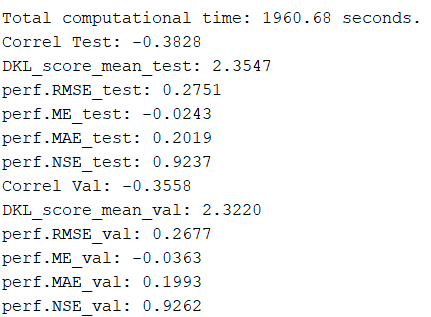 Total computational time: 1960.68 seconds.
Correl Test: -0.3828
DKL_score_mean_test: 2.3547
perf.RMSE_test: 0.2751
perf.ME_test: -0.0243
perf.MAE_test: 0.2019
perf.NSE_test: 0.9237
Correl Val: -0.3558
DKL_score_mean_val: 2.3220
perf.RMSE_val: 0.2677
perf.ME_val: -0.0363
perf.MAE_val: 0.1993
perf.NSE_val: 0.9262